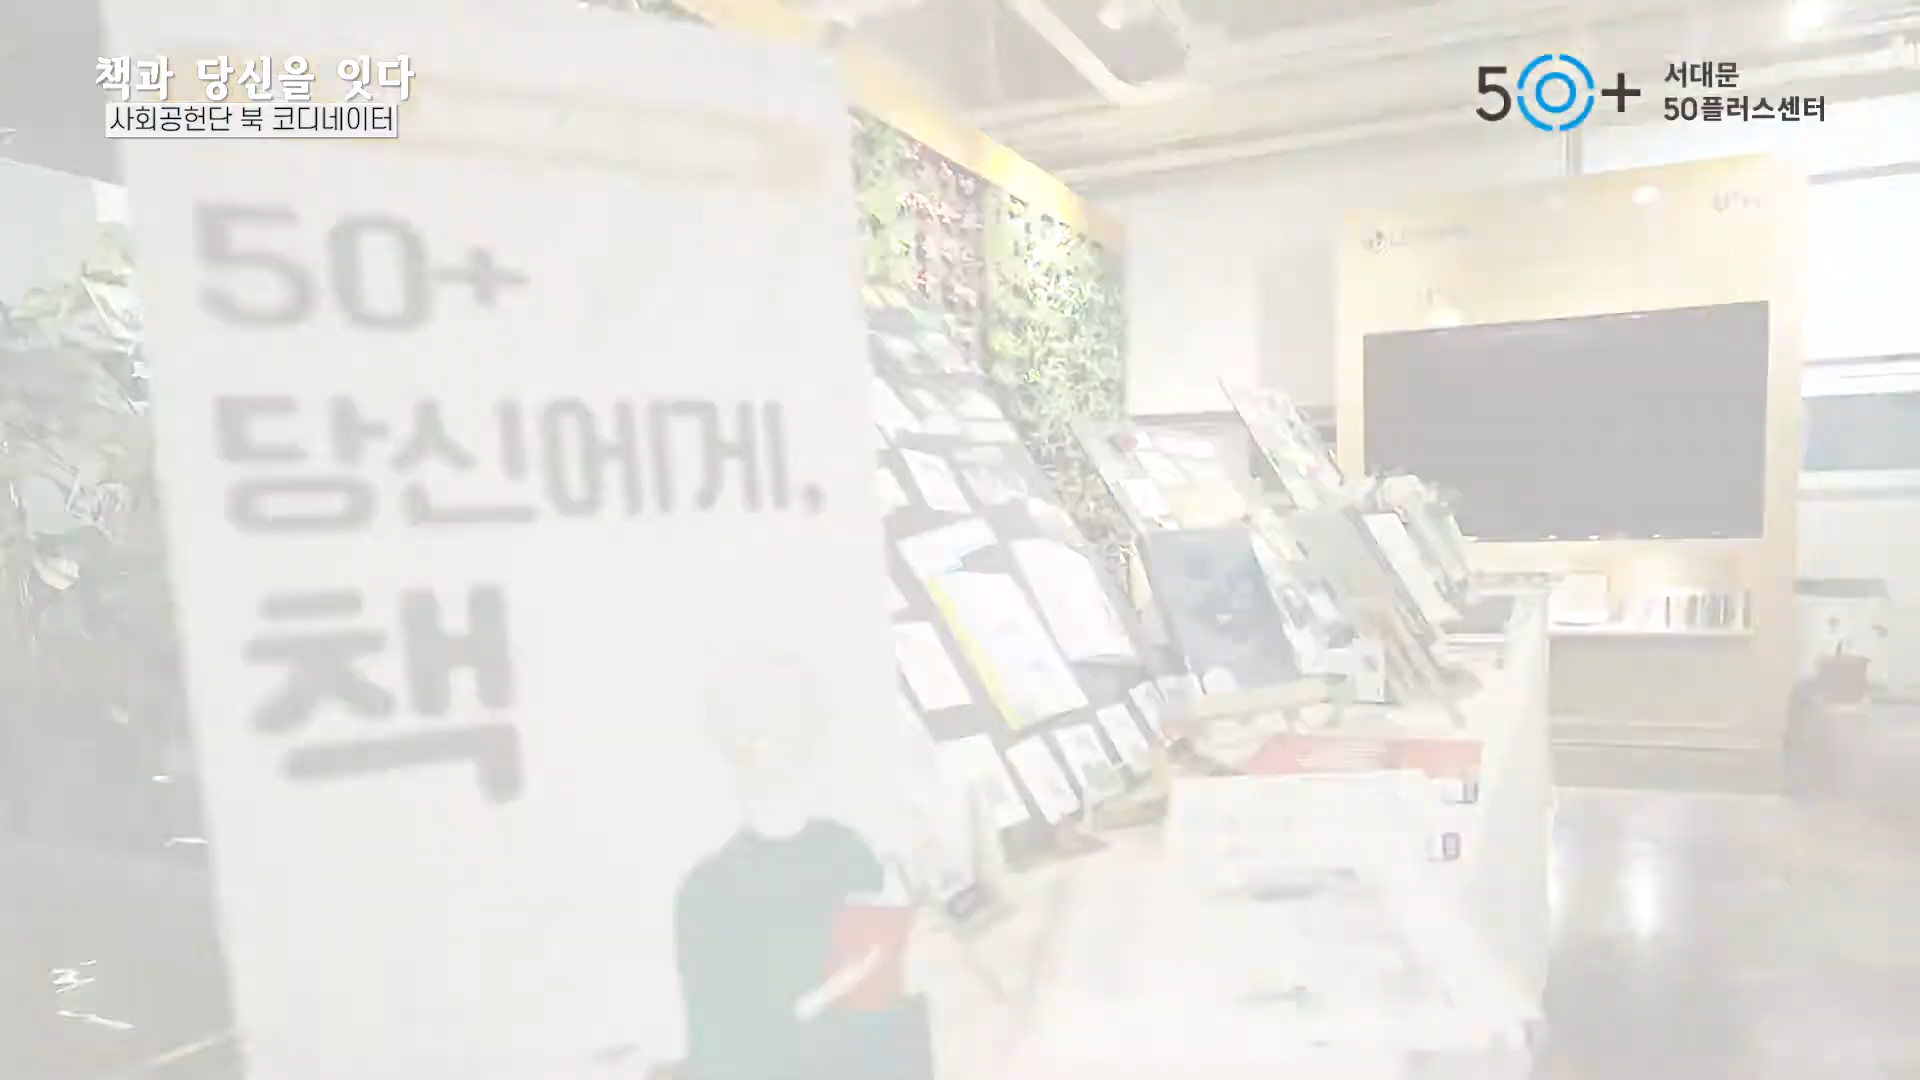 책과 당신을 잇다
사회공헌단 북 코디네이터
50+ 서대문
50플러스센터
50+
당신에게,
책